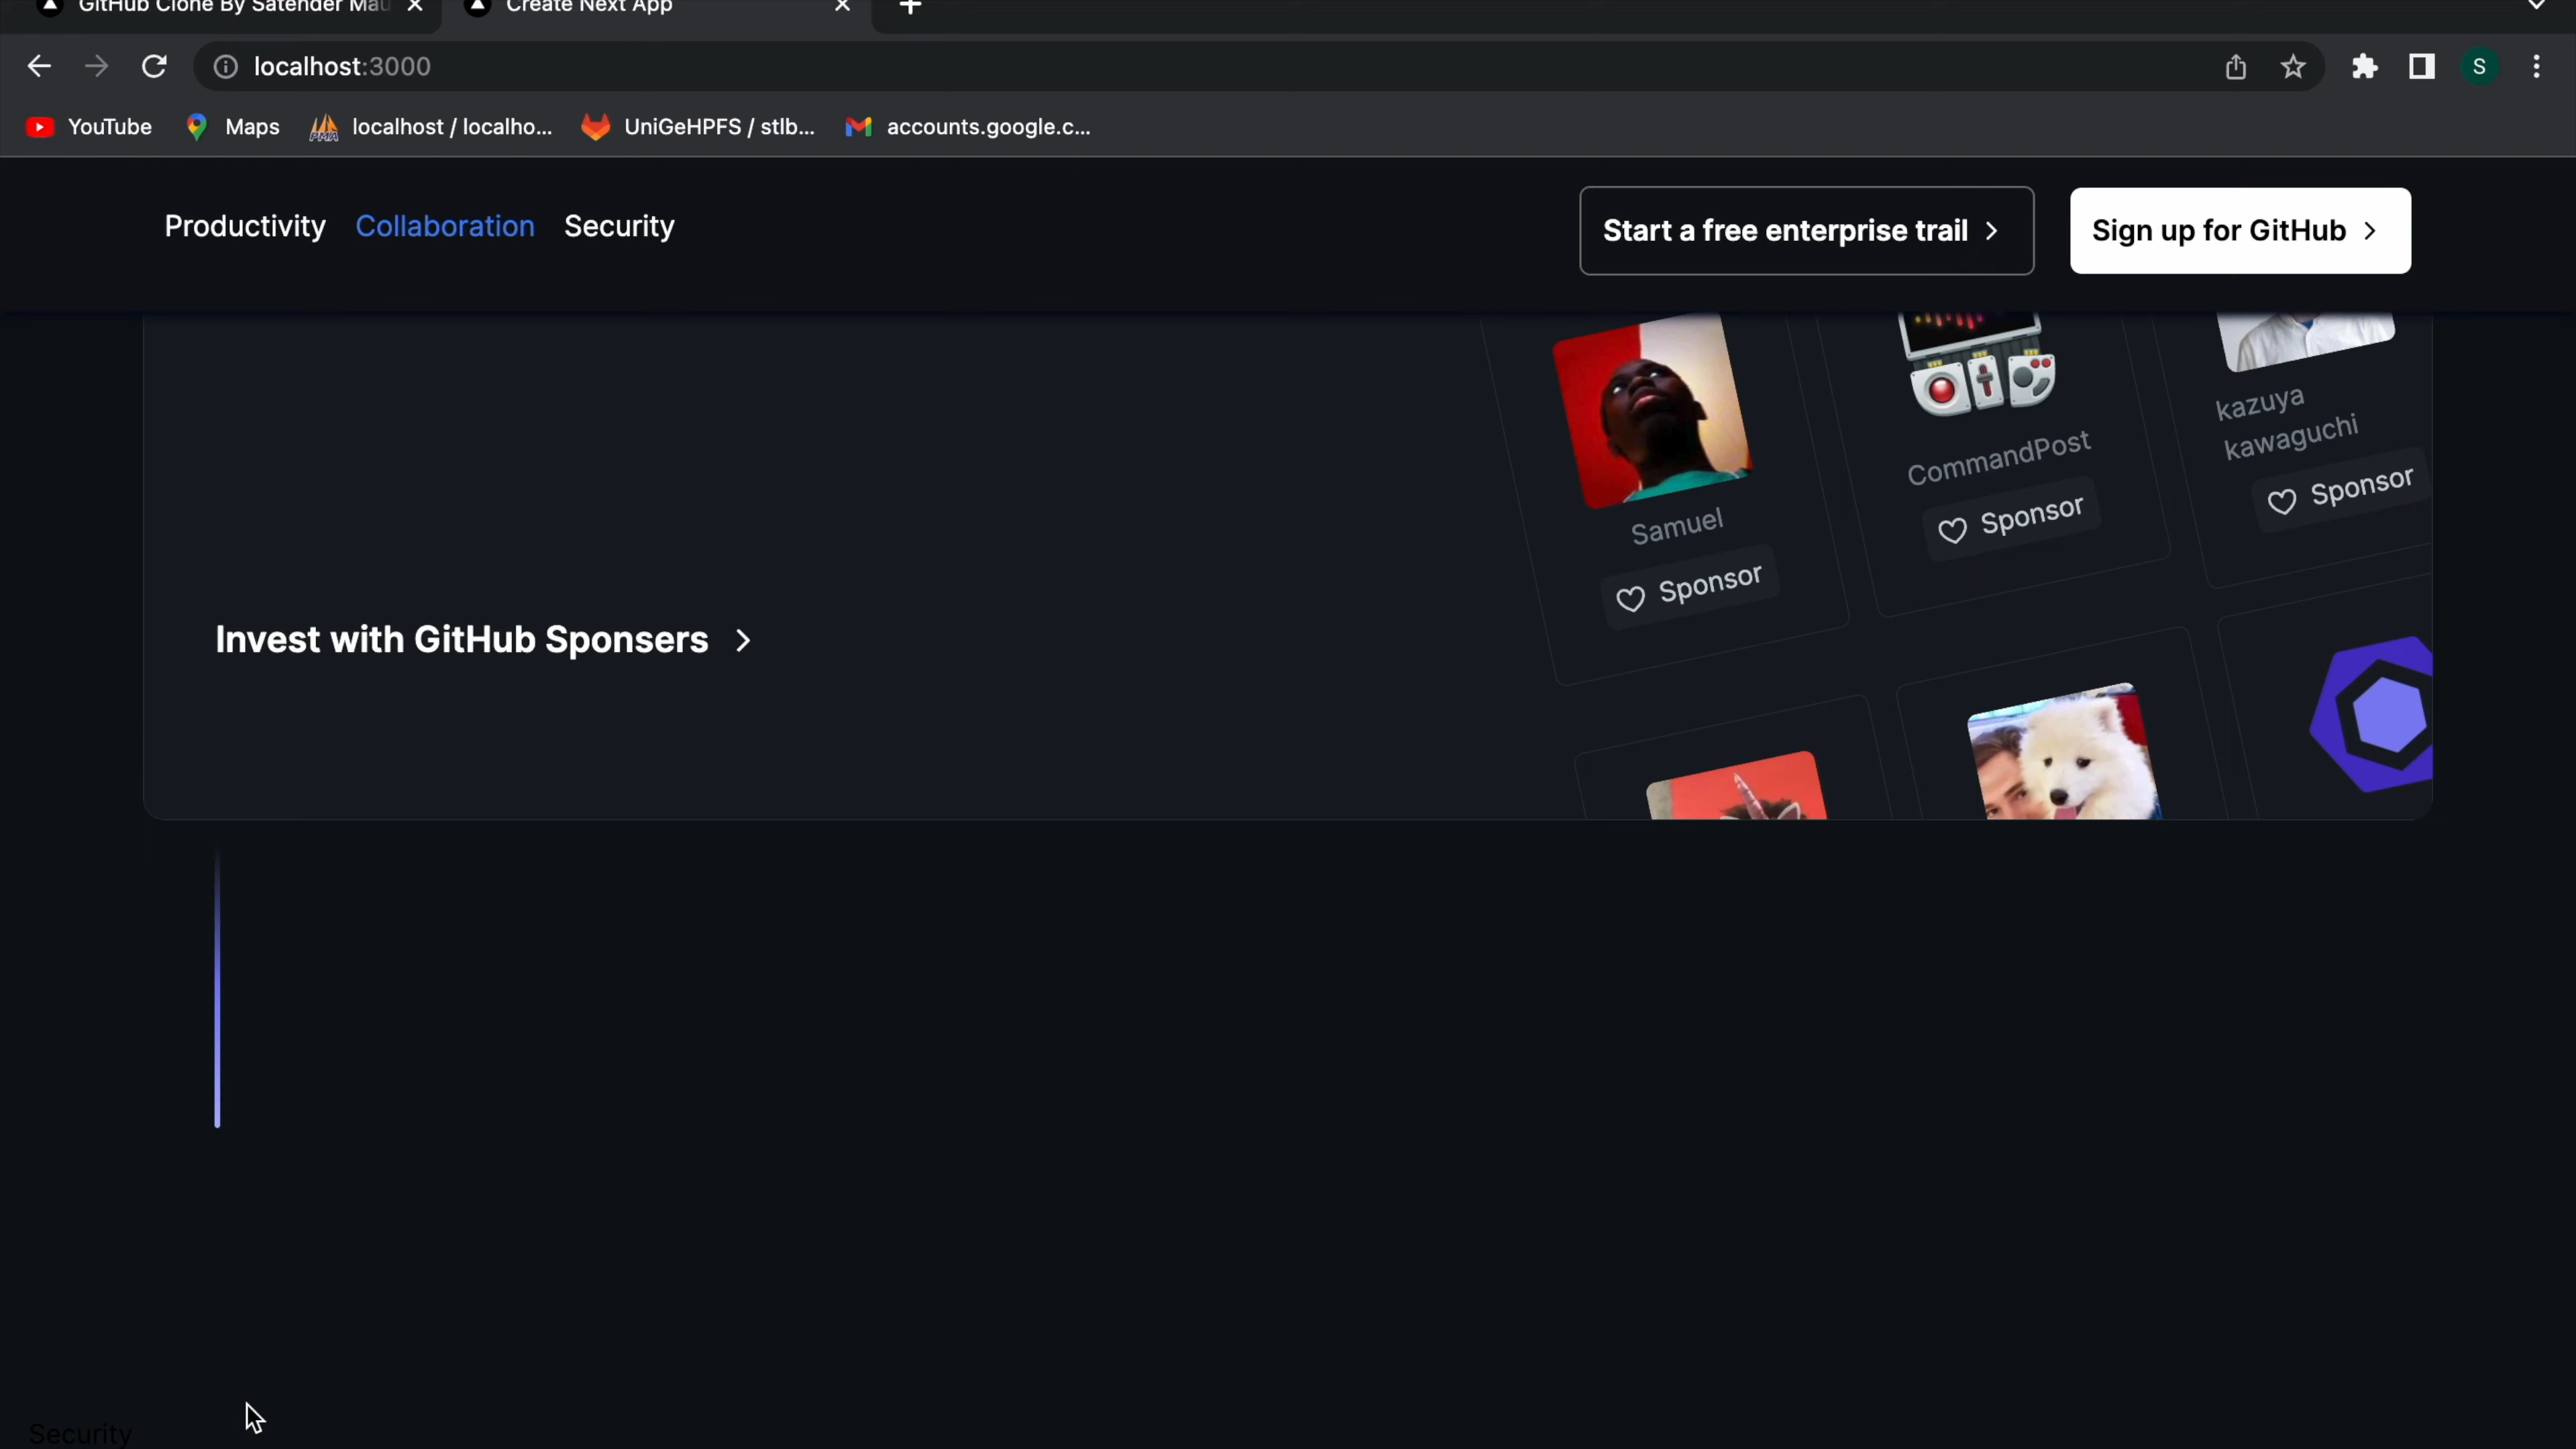 GitHub Clone By Satender Mau
Create Next App
localhost:3000
S
YouTube
Maps
PMA
localhost / localho...
UniGeHPFS / stlb...
accounts.google.c...
Productivity
Collaboration
Security
Start a free enterprise trail
Sign up for GitHub
kazuya
kawaguchi
Sponsor
CommandPost
Sponsor
Samuel
Sponsor
Invest with GitHub Sponsers
Security